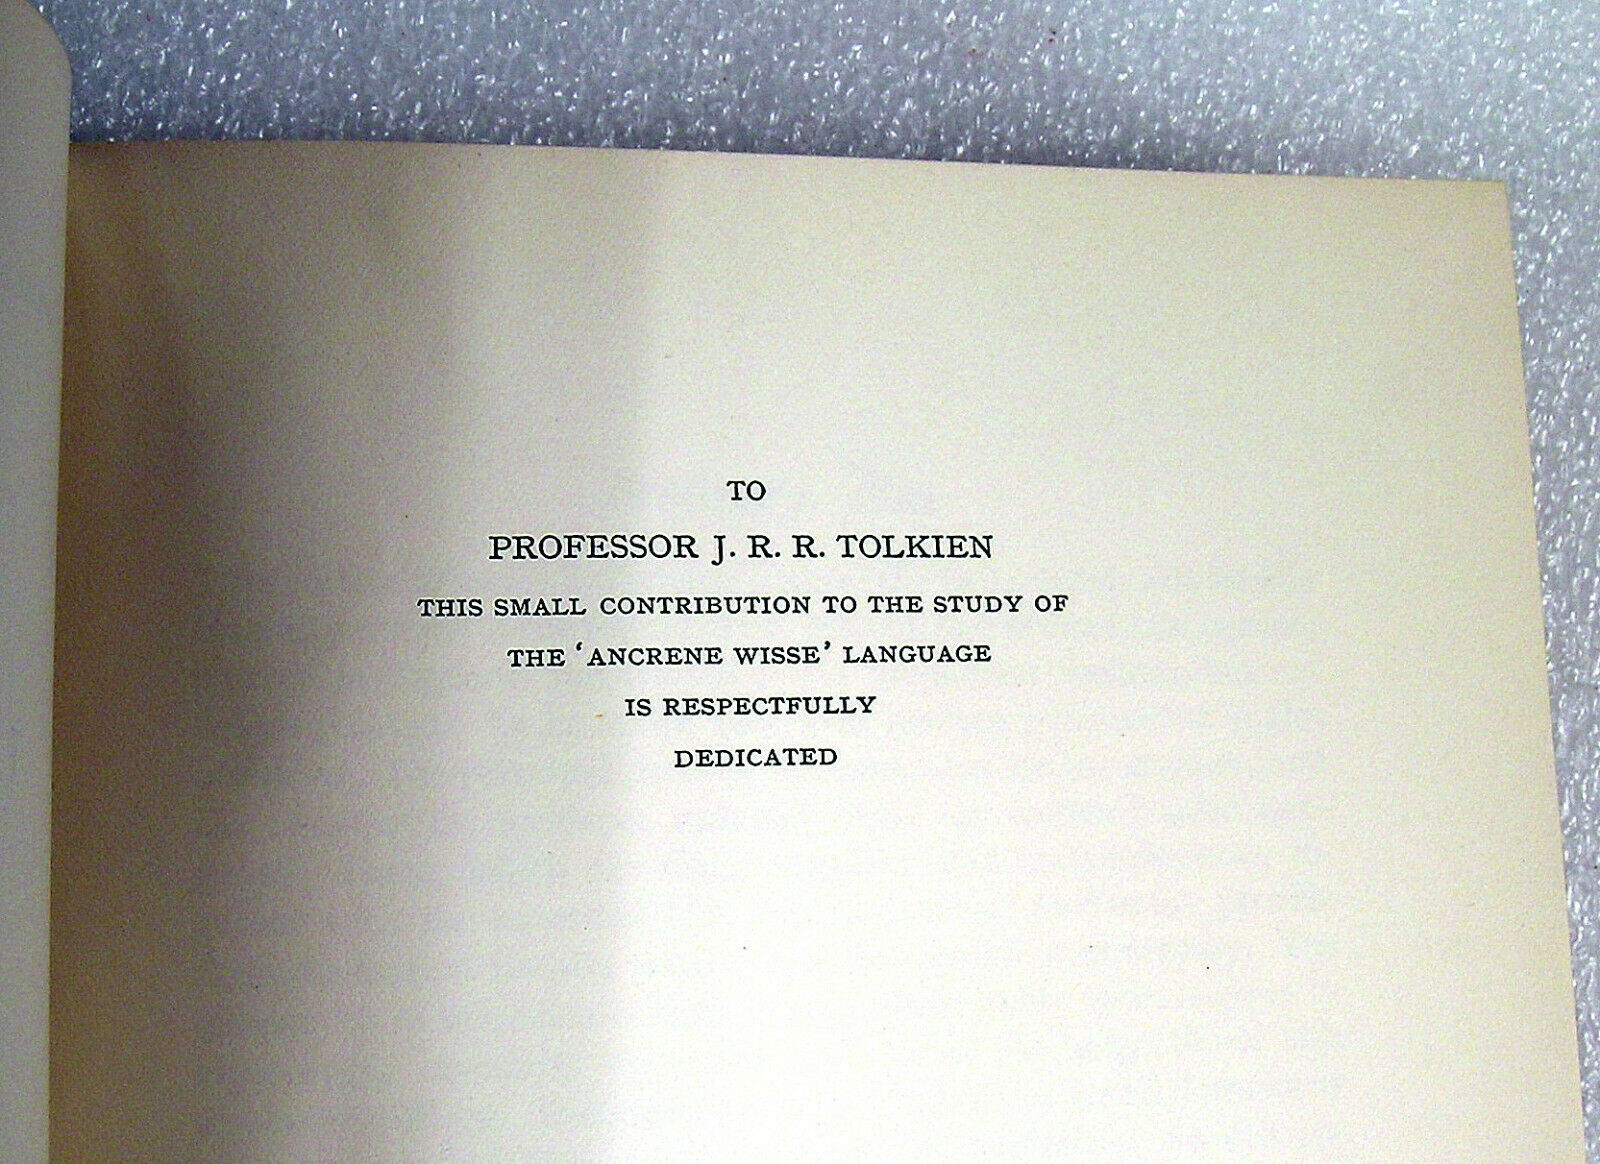 TO
PROFESSOR J. R. R. TOLKIEN
THIS SMALL CONTRIBUTION TO THE STUDY OF
THE ‘ANCRENE WISSE’ LANGUAGE
IS RESPECTFULLY
DEDICATED